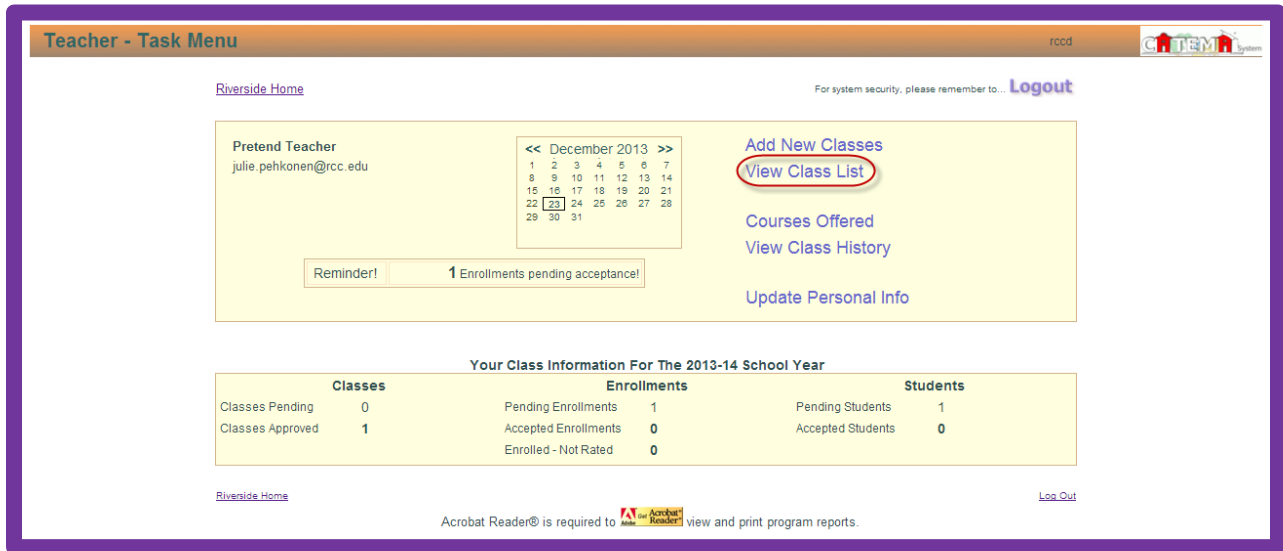 Teacher - Task Menu
rccd
CATEMA System
Riverside Home
For system security, please remember to... Logout
Pretend Teacher
julie.pehkonen@rcc.edu
<< December 2013 >>
1 2 3 4 5 6 7
8 9 10 11 12 13 14
15 16 17 18 19 20 21
22 23 24 25 26 27 28
29 30 31
Add New Classes
View Class List
Courses Offered
View Class History
Update Personal Info
Reminder! 1 Enrollments pending acceptance!
Your Class Information For The 2013-14 School Year
Classes Enrollments Students
Classes Pending 0 Pending Enrollments 1 Pending Students 1
Classes Approved 1 Accepted Enrollments 0 Accepted Students 0
Enrolled - Not Rated 0
Riverside Home Log Out
Acrobat Reader® is required to Adobe Get Acrobat® Reader® view and print program reports.